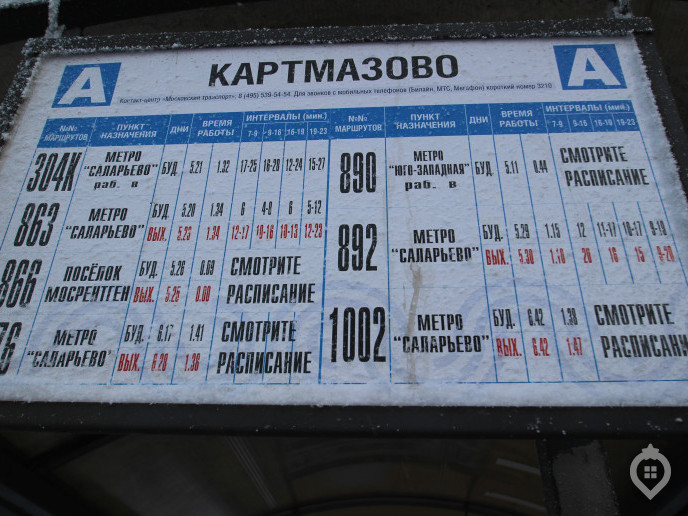 А КАРТМАЗОВО А
Контакт-центр «Московский транспорт»: 8 (495) 539-54-54. Для звонков с мобильных телефонов (Билайн, МТС, Мегафон) короткий номер 3210
№№ МАРШРУТОВ ПУНКТ НАЗНАЧЕНИЯ ДНИ ВРЕМЯ РАБОТЫ ИНТЕРВАЛЫ (мин.)
7-9 9-16 16-19 19-23
304К МЕТРО БУД. 5.21 1.32 17-25 16-28 12-24 15-27
"САЛАРЬЕВО"
раб. в
863 МЕТРО БУД. 5.20 1.34 6 4-8 6 5-12
"САЛАРЬЕВО" ВЫХ. 5.23 1.34 12-17 10-16 10-13 12-23
866 ПОСЁЛОК БУД. 5.26 СМОТРИТЕ
МОСРЕНТГЕН ВЫХ. 5.25 РАСПИСАНИЕ
76 МЕТРО БУД. 6.17 1.41 СМОТРИТЕ
"САЛАРЬЕВО" ВЫХ. 6.20 1.36 РАСПИСАНИЕ
№№ МАРШРУТОВ ПУНКТ НАЗНАЧЕНИЯ ДНИ ВРЕМЯ РАБОТЫ ИНТЕРВАЛЫ (мин.)
7-9 9-16 16-19 19-23
890 МЕТРО БУД. 5.11 0.44 СМОТРИТЕ
"ЮГО-ЗАПАДНАЯ" РАСПИСАНИЕ
раб. в
892 МЕТРО БУД. 5.29 1.15 12 11-17 10-17 9-19
"САЛАРЬЕВО" ВЫХ. 5.30 1.18 20 16 15 9-20
1002 МЕТРО БУД. 6.42 1.38 СМОТРИТЕ
"САЛАРЬЕВО" ВЫХ. 6.42 1.47 РАСПИСАНИ